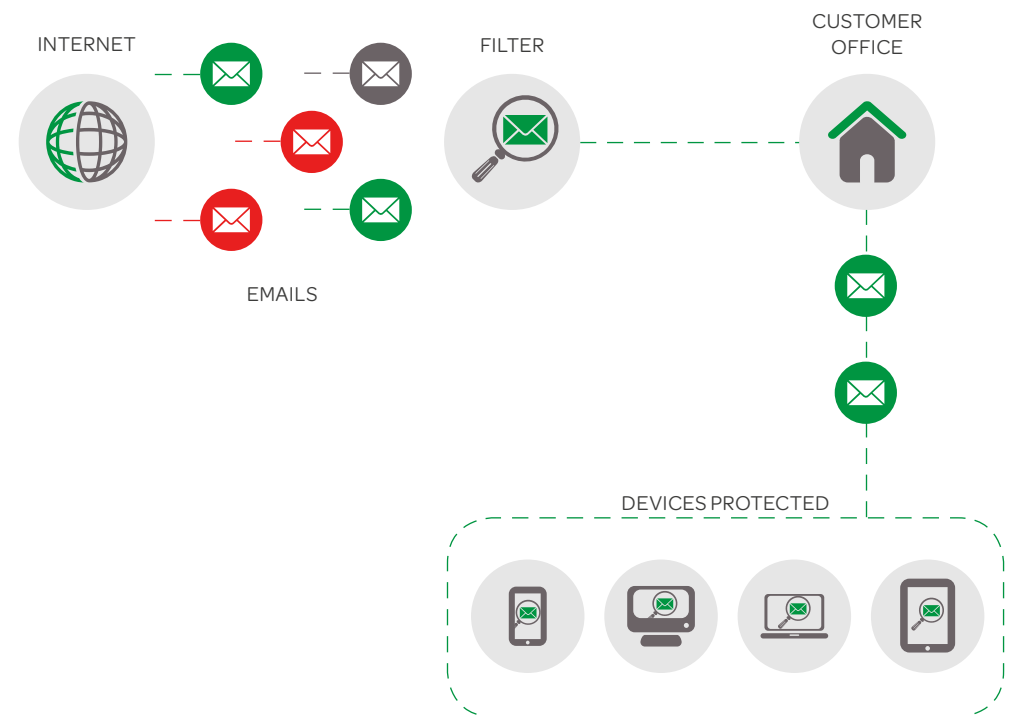 INTERNET
FILTER
CUSTOMER
OFFICE
EMAILS
DEVICES PROTECTED